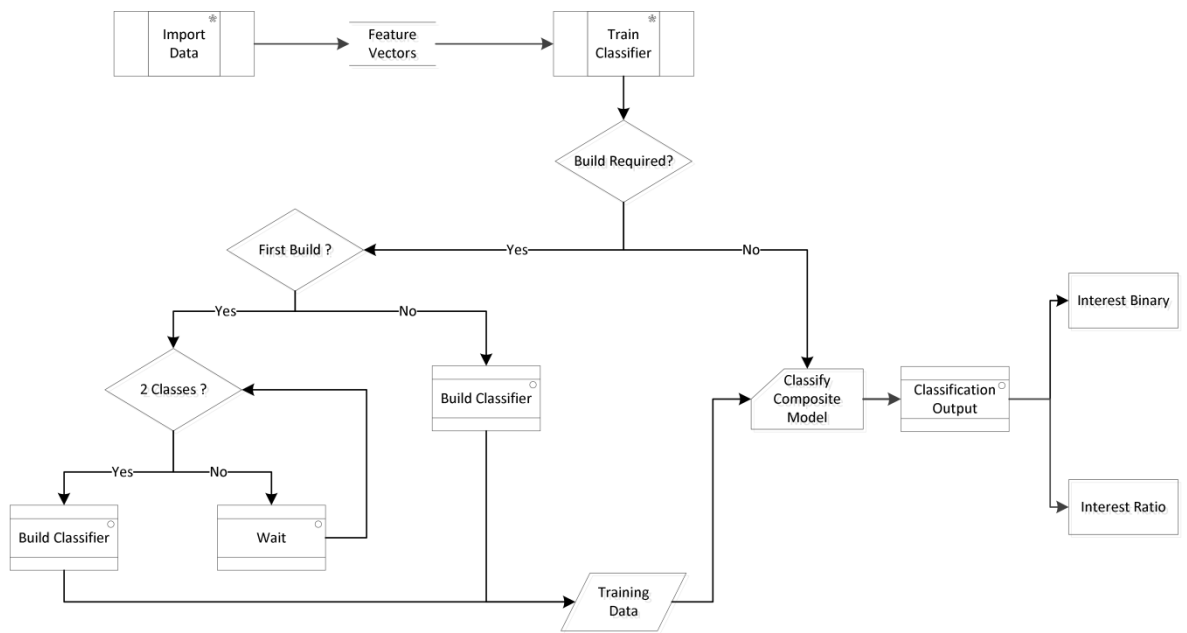 Import
Data
Feature
Vectors
Train
Classifier
Build Required?
First Build ?
Yes
No
Yes
No
Interest Binary
2 Classes ?
Build Classifier
Classify
Composite
Model
Classification
Output
Yes
No
Build Classifier
Wait
Interest Ratio
Training
Data